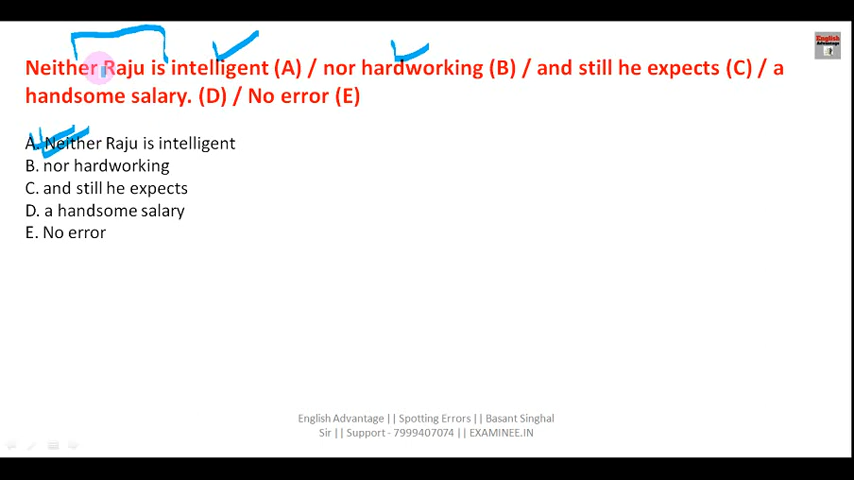 English
Advantage
Neither Raju is intelligent (A) / nor hardworking (B) / and still he expects (C) / a
handsome salary. (D) / No error (E)
A. Neither Raju is intelligent
B. nor hardworking
C. and still he expects
D. a handsome salary
E. No error
English Advantage || Spotting Errors || Basant Singhal
Sir || Support - 7999407074 || EXAMINEE.IN